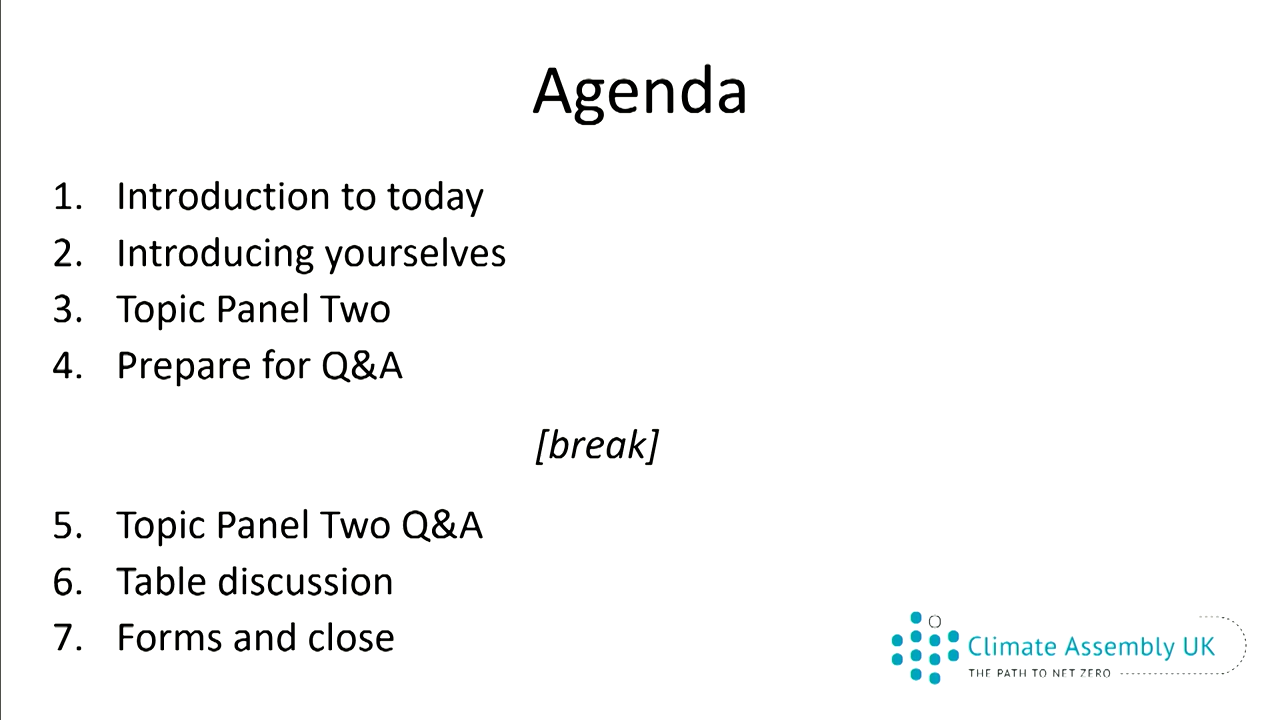 Agenda
1. Introduction to today
2. Introducing yourselves
3. Topic Panel Two
4. Prepare for Q&A
[break]
5. Topic Panel Two Q&A
6. Table discussion
7. Forms and close
Climate Assembly UK
THE PATH TO NET ZERO